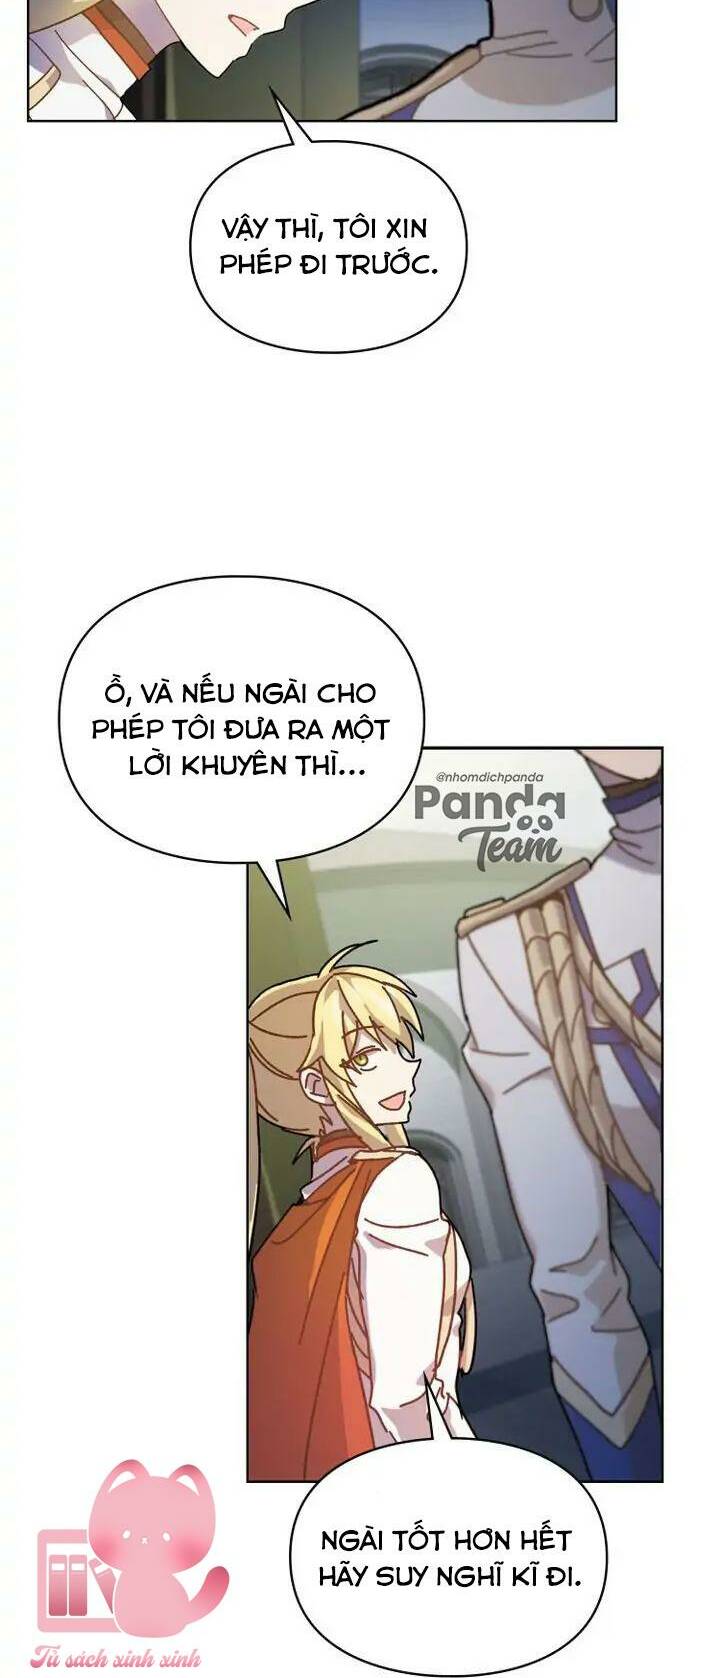 VẬY THÌ, TÔI XIN
PHÉP ĐI TRƯỚC.
Ồ, VÀ NẾU NGÀI CHO
PHÉP TÔI ĐƯA RA MỘT
LỜI KHUYÊN THÌ...
@nhomdichpanda
Panda
Team
NGÀI TỐT HƠN HẾT
HÃY SUY NGHĨ KĨ ĐI.
Tủ sách xinh xinh